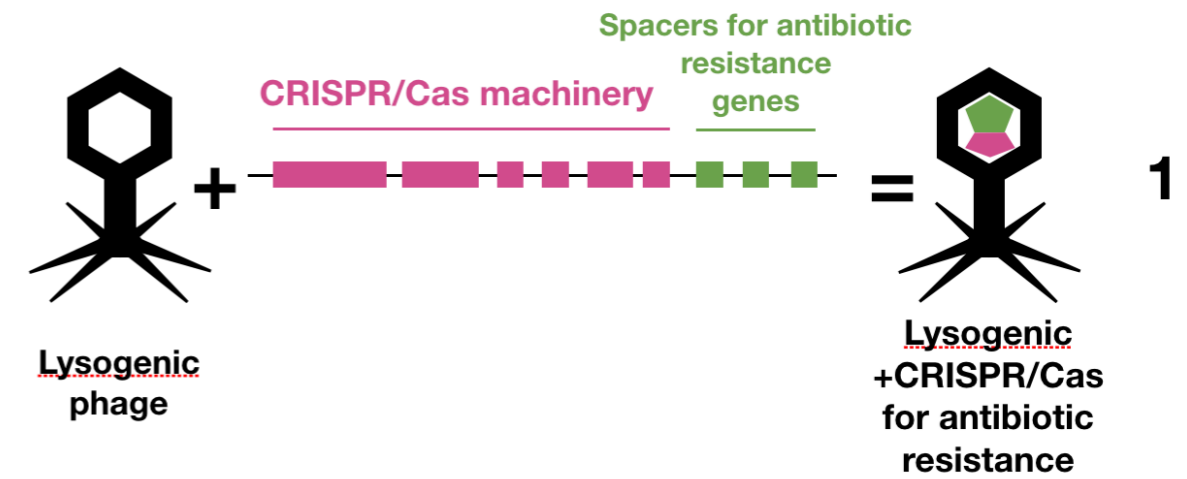 Spacers for antibiotic
resistance
genes
CRISPR/Cas machinery
+
=
1
Lysogenic
phage
Lysogenic
+CRISPR/Cas
for antibiotic
resistance